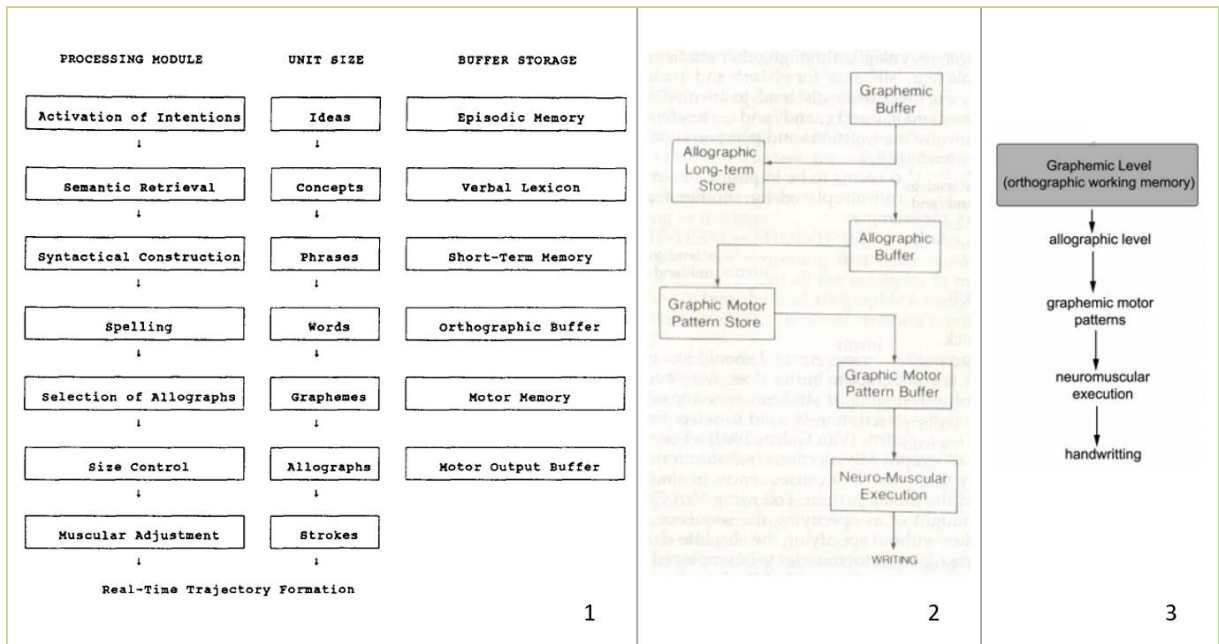 PROCESSING MODULE UNIT SIZE BUFFER STORAGE
Activation of Intentions Ideas Episodic Memory
Semantic Retrieval Concepts Verbal Lexicon
Syntactical Construction Phrases Short-Term Memory
Spelling Words Orthographic Buffer
Selection of Allographs Graphemes Motor Memory
Size Control Allographs Motor Output Buffer
Muscular Adjustment Strokes
Real-Time Trajectory Formation
1
Graphemic
Buffer
Allographic
Long-term
Store
Allographic
Buffer
Graphic Motor
Pattern Store
Graphic Motor
Pattern Buffer
Neuro-Muscular
Execution
WRITING
2
Graphemic Level
(orthographic working memory)
allographic level
graphemic motor
patterns
neuromuscular
execution
handwritting
3